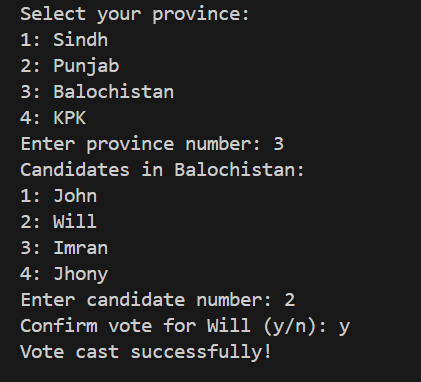 Select your province:
1: Sindh
2: Punjab
3: Balochistan
4: KPK
Enter province number: 3
Candidates in Balochistan:
1: John
2: Will
3: Imran
4: Jhony
Enter candidate number: 2
Confirm vote for Will (y/n): y
Vote cast successfully!